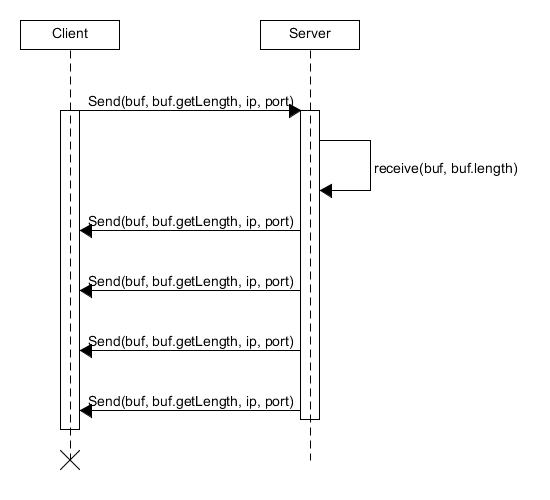 Client
Server
Send(buf, buf.getLength, ip, port)
receive(buf, buf.length)
Send(buf, buf.getLength, ip, port)
Send(buf, buf.getLength, ip, port)
Send(buf, buf.getLength, ip, port)
Send(buf, buf.getLength, ip, port)